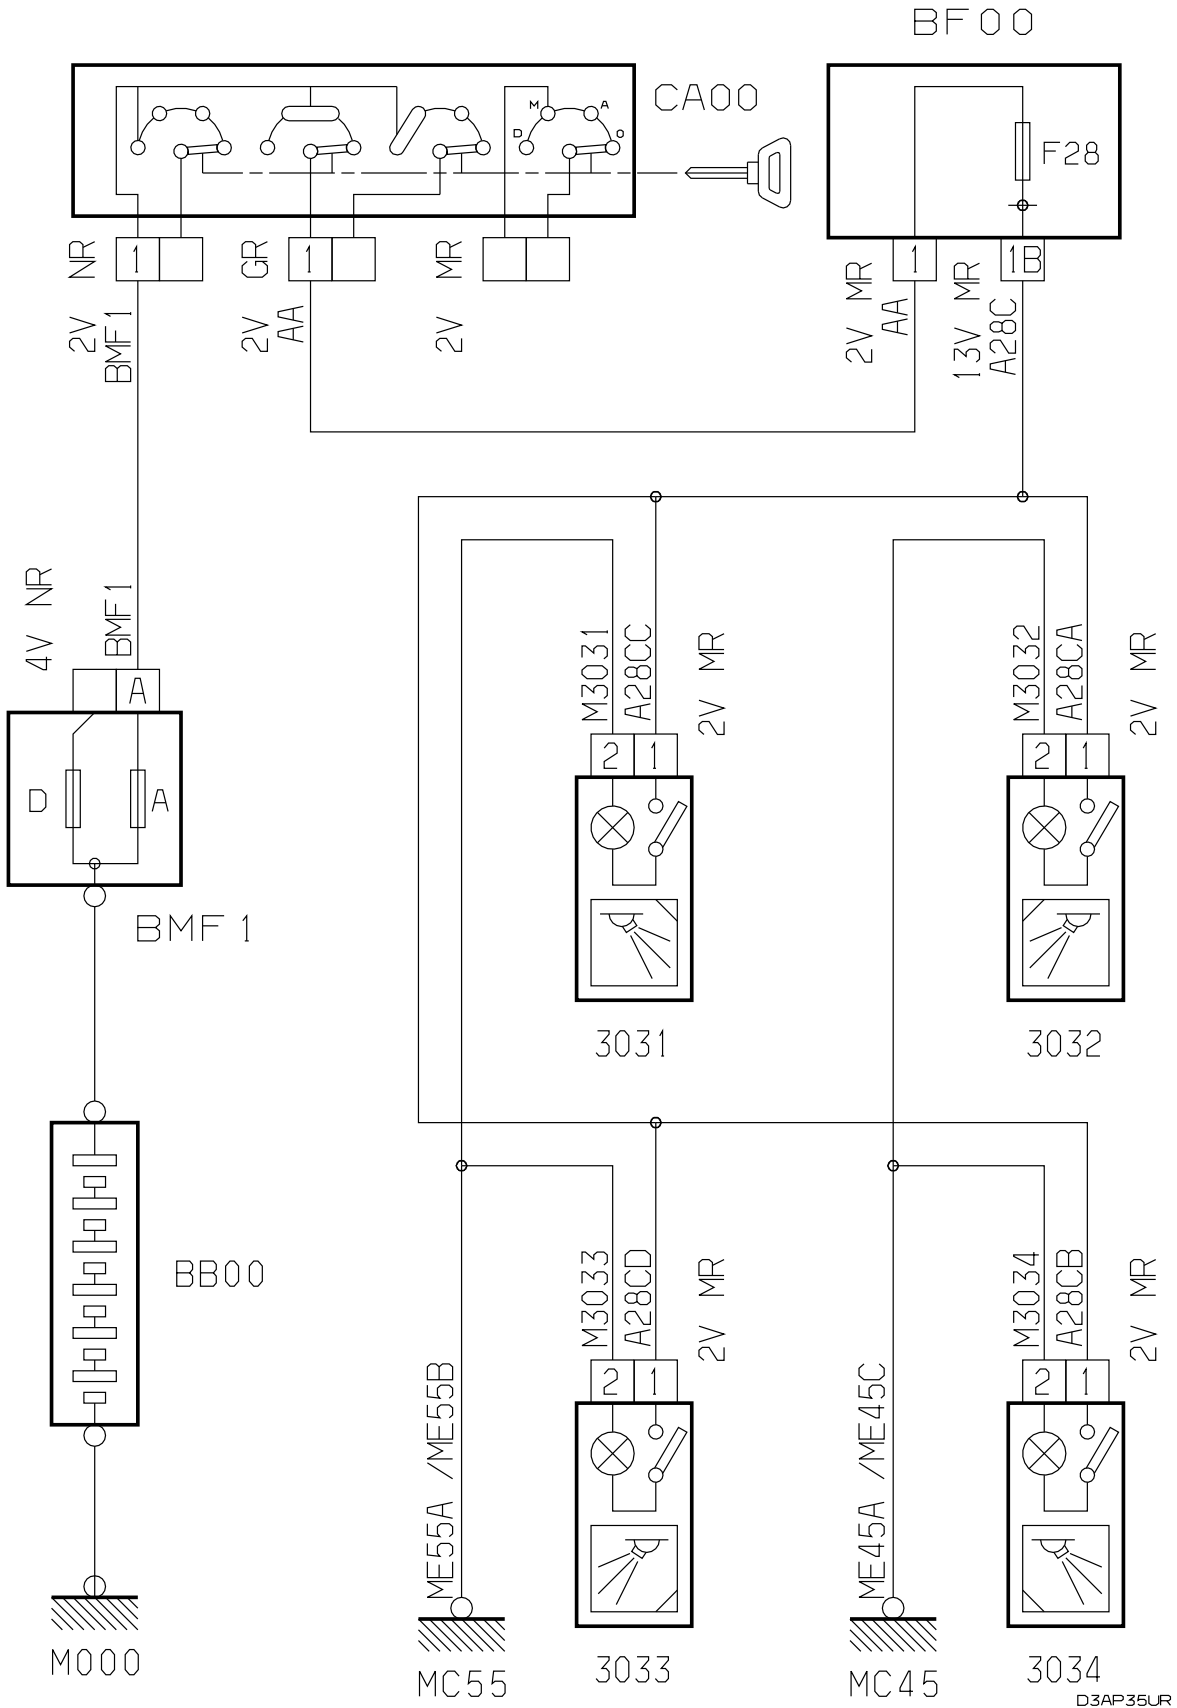 BF00
CA00
M
A
D
O
F28
1
1
1
1B
2V NR
BMF1
2V GR
AA
2V MR
2V MR
AA
13V MR
A28C
4V NR
BMF1
A
D
A
BMF1
M3031
A28CC
2V MR
2
1
3031
M3032
A28CA
2V MR
2
1
3032
BB00
M000
ME55A /ME55B
MC55
M3033
A28CD
2V MR
2
1
3033
ME45A /ME45C
MC45
M3034
A28CB
2V MR
2
1
3034
D3AP35UR